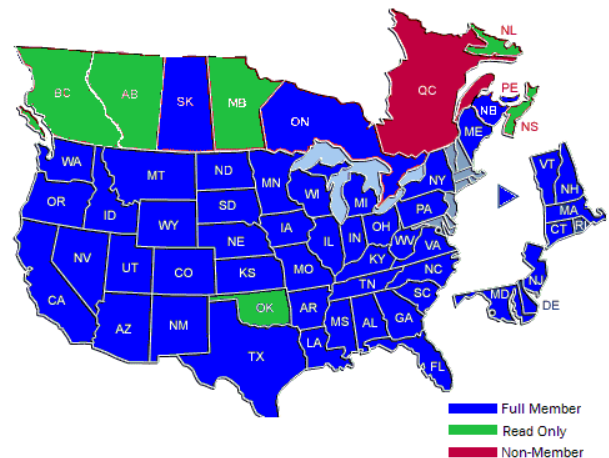 NL
BC
AB
SK
MB
ON
QC
PE
NB
NS
ME
WA
MT
ND
MN
OR
ID
WY
SD
WI
MI
NY
VT
NH
MA
CT
RI
NV
UT
CO
NE
IA
IL
IN
OH
PA
WV
VA
KY
KS
MO
CA
AZ
NM
OK
AR
TN
NC
SC
MS
AL
GA
LA
TX
FL
NJ
MD
DE
Full Member
Read Only
Non-Member